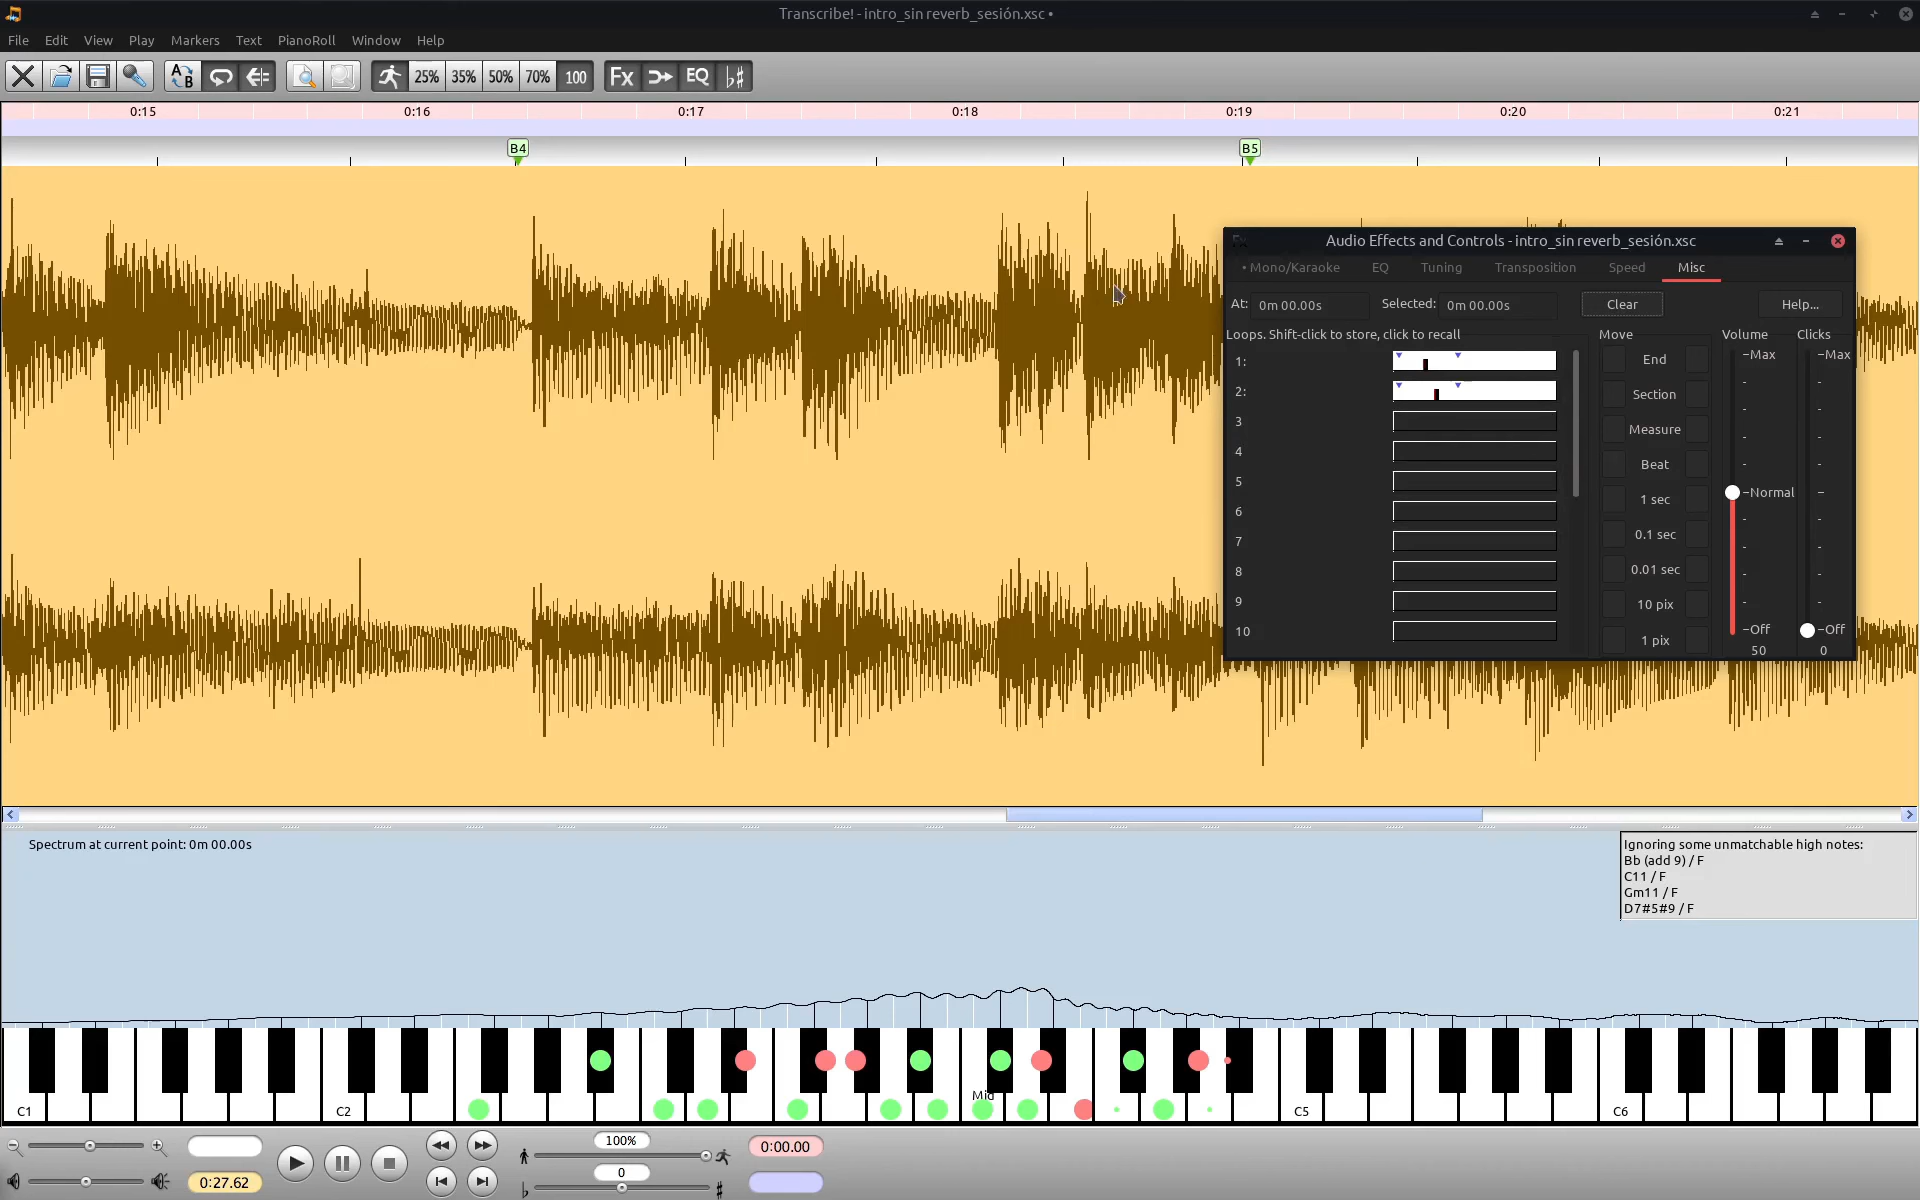 Transcribe! - intro_sin reverb_sesión.xsc •
File Edit View Play Markers Text PianoRoll Window Help
A B 25% 35% 50% 70% 100 Fx EQ ♭♯
0:15 0:16 0:17 0:18 0:19 0:20 0:21
B4 B5
Audio Effects and Controls - intro_sin reverb_sesión.xsc
• Mono/Karaoke EQ Tuning Transposition Speed Misc
At: 0m 00.00s Selected: 0m 00.00s Clear Help...
Loops. Shift-click to store, click to recall Move Volume Clicks
1:
2:
3
4
5
6
7
8
9
10
End
Section
Measure
Beat
1 sec
0.1 sec
0.01 sec
10 pix
1 pix
Max
Normal
Off
50
Max
Off
0
Spectrum at current point: 0m 00.00s
Ignoring some unmatchable high notes:
Bb (add 9) / F
C11 / F
Gm11 / F
D7#5#9 / F
Mid
C1 C2 C5 C6
100% 0:00.00
0:27.62 0
♭ ♯